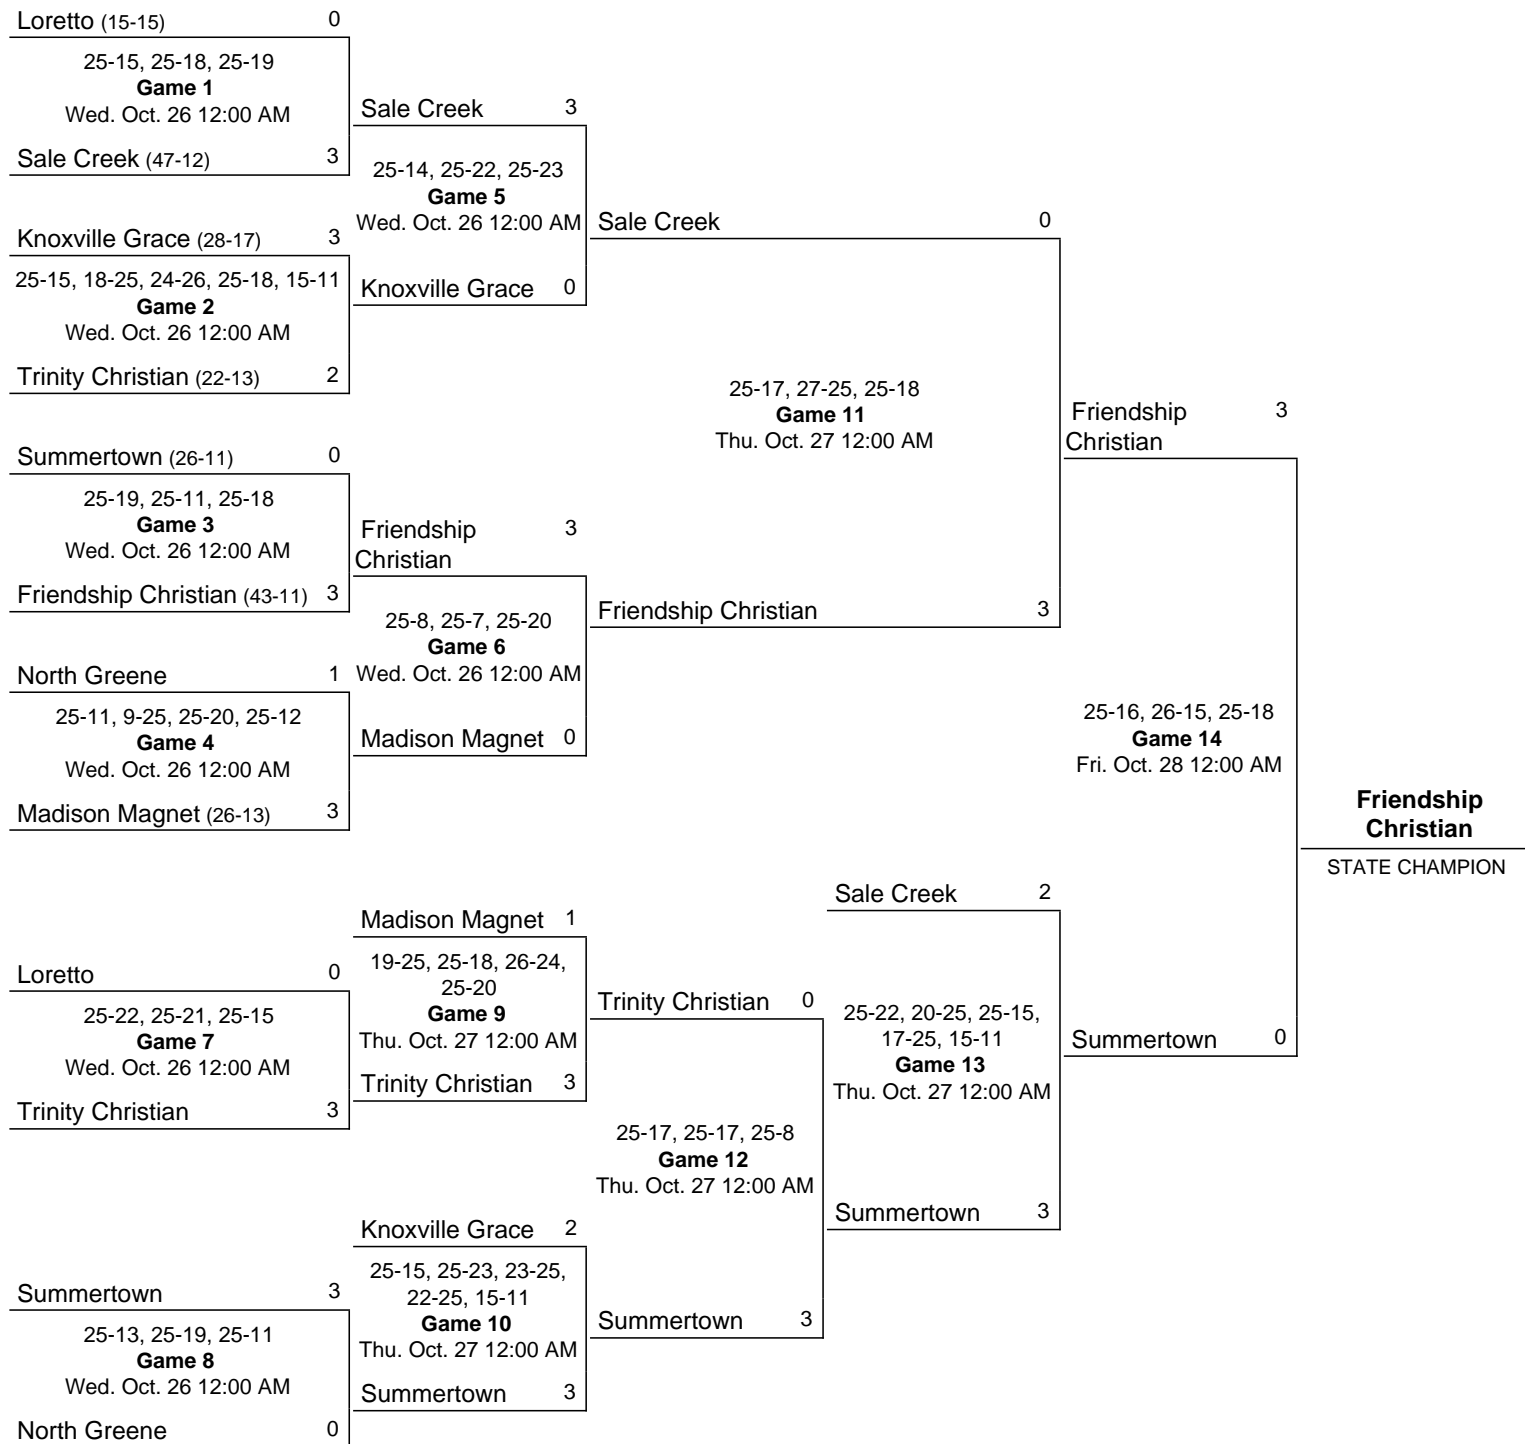 Loretto (15-15) 0
25-15, 25-18, 25-19
Game 1
Wed. Oct. 26 12:00 AM
Sale Creek (47-12) 3
Knoxville Grace (28-17) 3
25-15, 18-25, 24-26, 25-18, 15-11
Game 2
Wed. Oct. 26 12:00 AM
Trinity Christian (22-13) 2
Summertown (26-11) 0
25-19, 25-11, 25-18
Game 3
Wed. Oct. 26 12:00 AM
Friendship Christian (43-11) 3
North Greene 1
25-11, 9-25, 25-20, 25-12
Game 4
Wed. Oct. 26 12:00 AM
Madison Magnet (26-13) 3
Sale Creek 3
25-14, 25-22, 25-23
Game 5
Wed. Oct. 26 12:00 AM
Knoxville Grace 0
Friendship 3
Christian
25-8, 25-7, 25-20
Game 6
Wed. Oct. 26 12:00 AM
Madison Magnet 0
Sale Creek 0
25-17, 27-25, 25-18
Game 11
Thu. Oct. 27 12:00 AM
Friendship Christian 3
Loretto 0
25-22, 25-21, 25-15
Game 7
Wed. Oct. 26 12:00 AM
Trinity Christian 3
Summertown 3
25-13, 25-19, 25-11
Game 8
Wed. Oct. 26 12:00 AM
North Greene 0
Madison Magnet 1
19-25, 25-18, 26-24,
25-20
Game 9
Thu. Oct. 27 12:00 AM
Trinity Christian 3
Knoxville Grace 2
25-15, 25-23, 23-25,
22-25, 15-11
Game 10
Thu. Oct. 27 12:00 AM
Summertown 3
Trinity Christian 0
25-17, 25-17, 25-8
Game 12
Thu. Oct. 27 12:00 AM
Summertown 3
Sale Creek 2
25-22, 20-25, 25-15,
17-25, 15-11
Game 13
Thu. Oct. 27 12:00 AM
Summertown 3
Friendship 3
Christian
25-16, 26-15, 25-18
Game 14
Fri. Oct. 28 12:00 AM
Summertown 0
Friendship
Christian
STATE CHAMPION